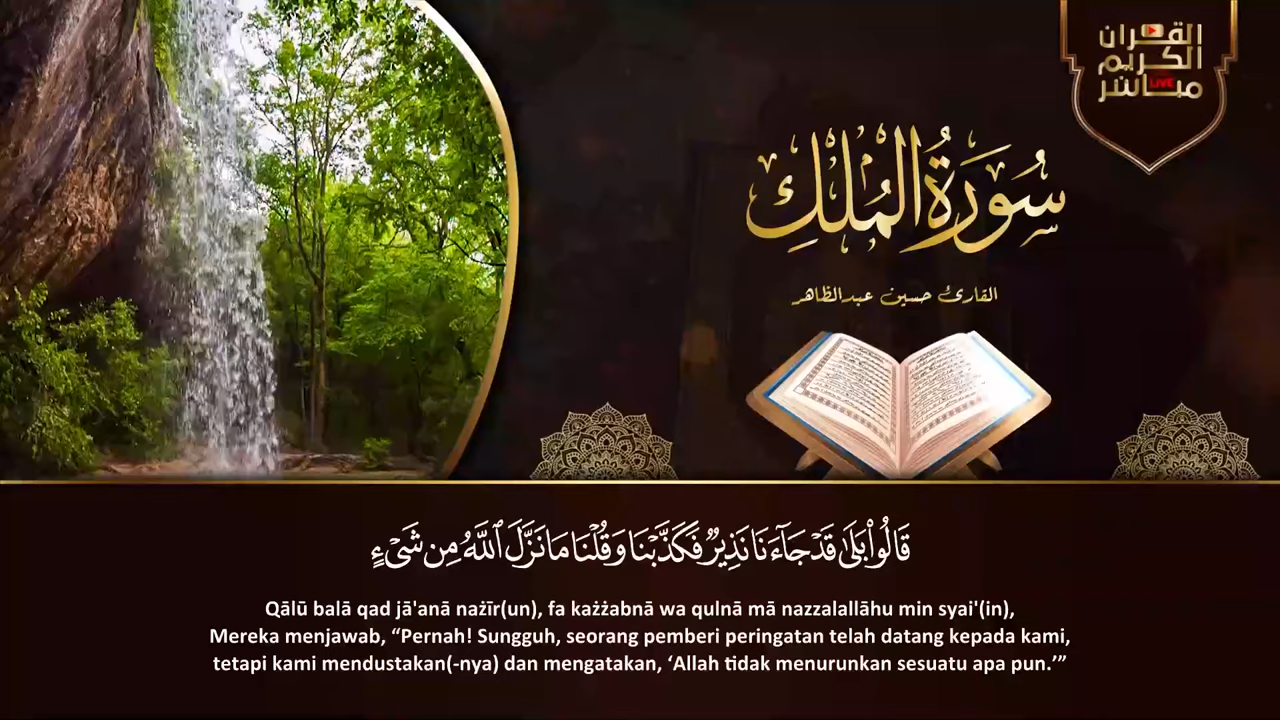 القرآن
الكريم
مباشر
LIVE
سُورَةُ المُلْكِ
القارئ حسين عبدالظاهر
قَالُوا۟ بَلَىٰ قَدْ جَآءَنَا نَذِيرٌ فَكَذَّبْنَا وَقُلْنَا مَا نَزَّلَ ٱللَّهُ مِن شَىْءٍ
Qālū balā qad jā'anā nażīr(un), fa każżabnā wa qulnā mā nazzalallāhu min syai'(in),
Mereka menjawab, “Pernah! Sungguh, seorang pemberi peringatan telah datang kepada kami,
tetapi kami mendustakan(-nya) dan mengatakan, ‘Allah tidak menurunkan sesuatu apa pun.’”